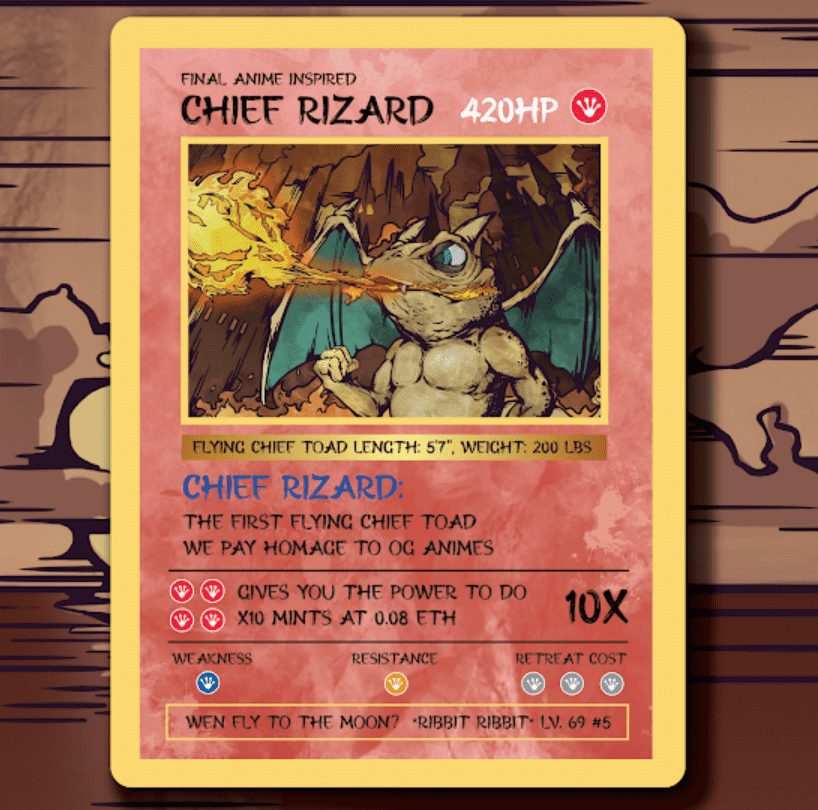 FINAL ANIME INSPIRED
CHIEF RIZARD 420HP
FLYING CHIEF TOAD LENGTH: 5'7", WEIGHT: 200 LBS
CHIEF RIZARD:
THE FIRST FLYING CHIEF TOAD
WE PAY HOMAGE TO OG ANIMES
GIVES YOU THE POWER TO DO
X10 MINTS AT 0.08 ETH
10X
WEAKNESS RESISTANCE RETREAT COST
WEN FLY TO THE MOON? *RIBBIT RIBBIT* LV. 69 #5